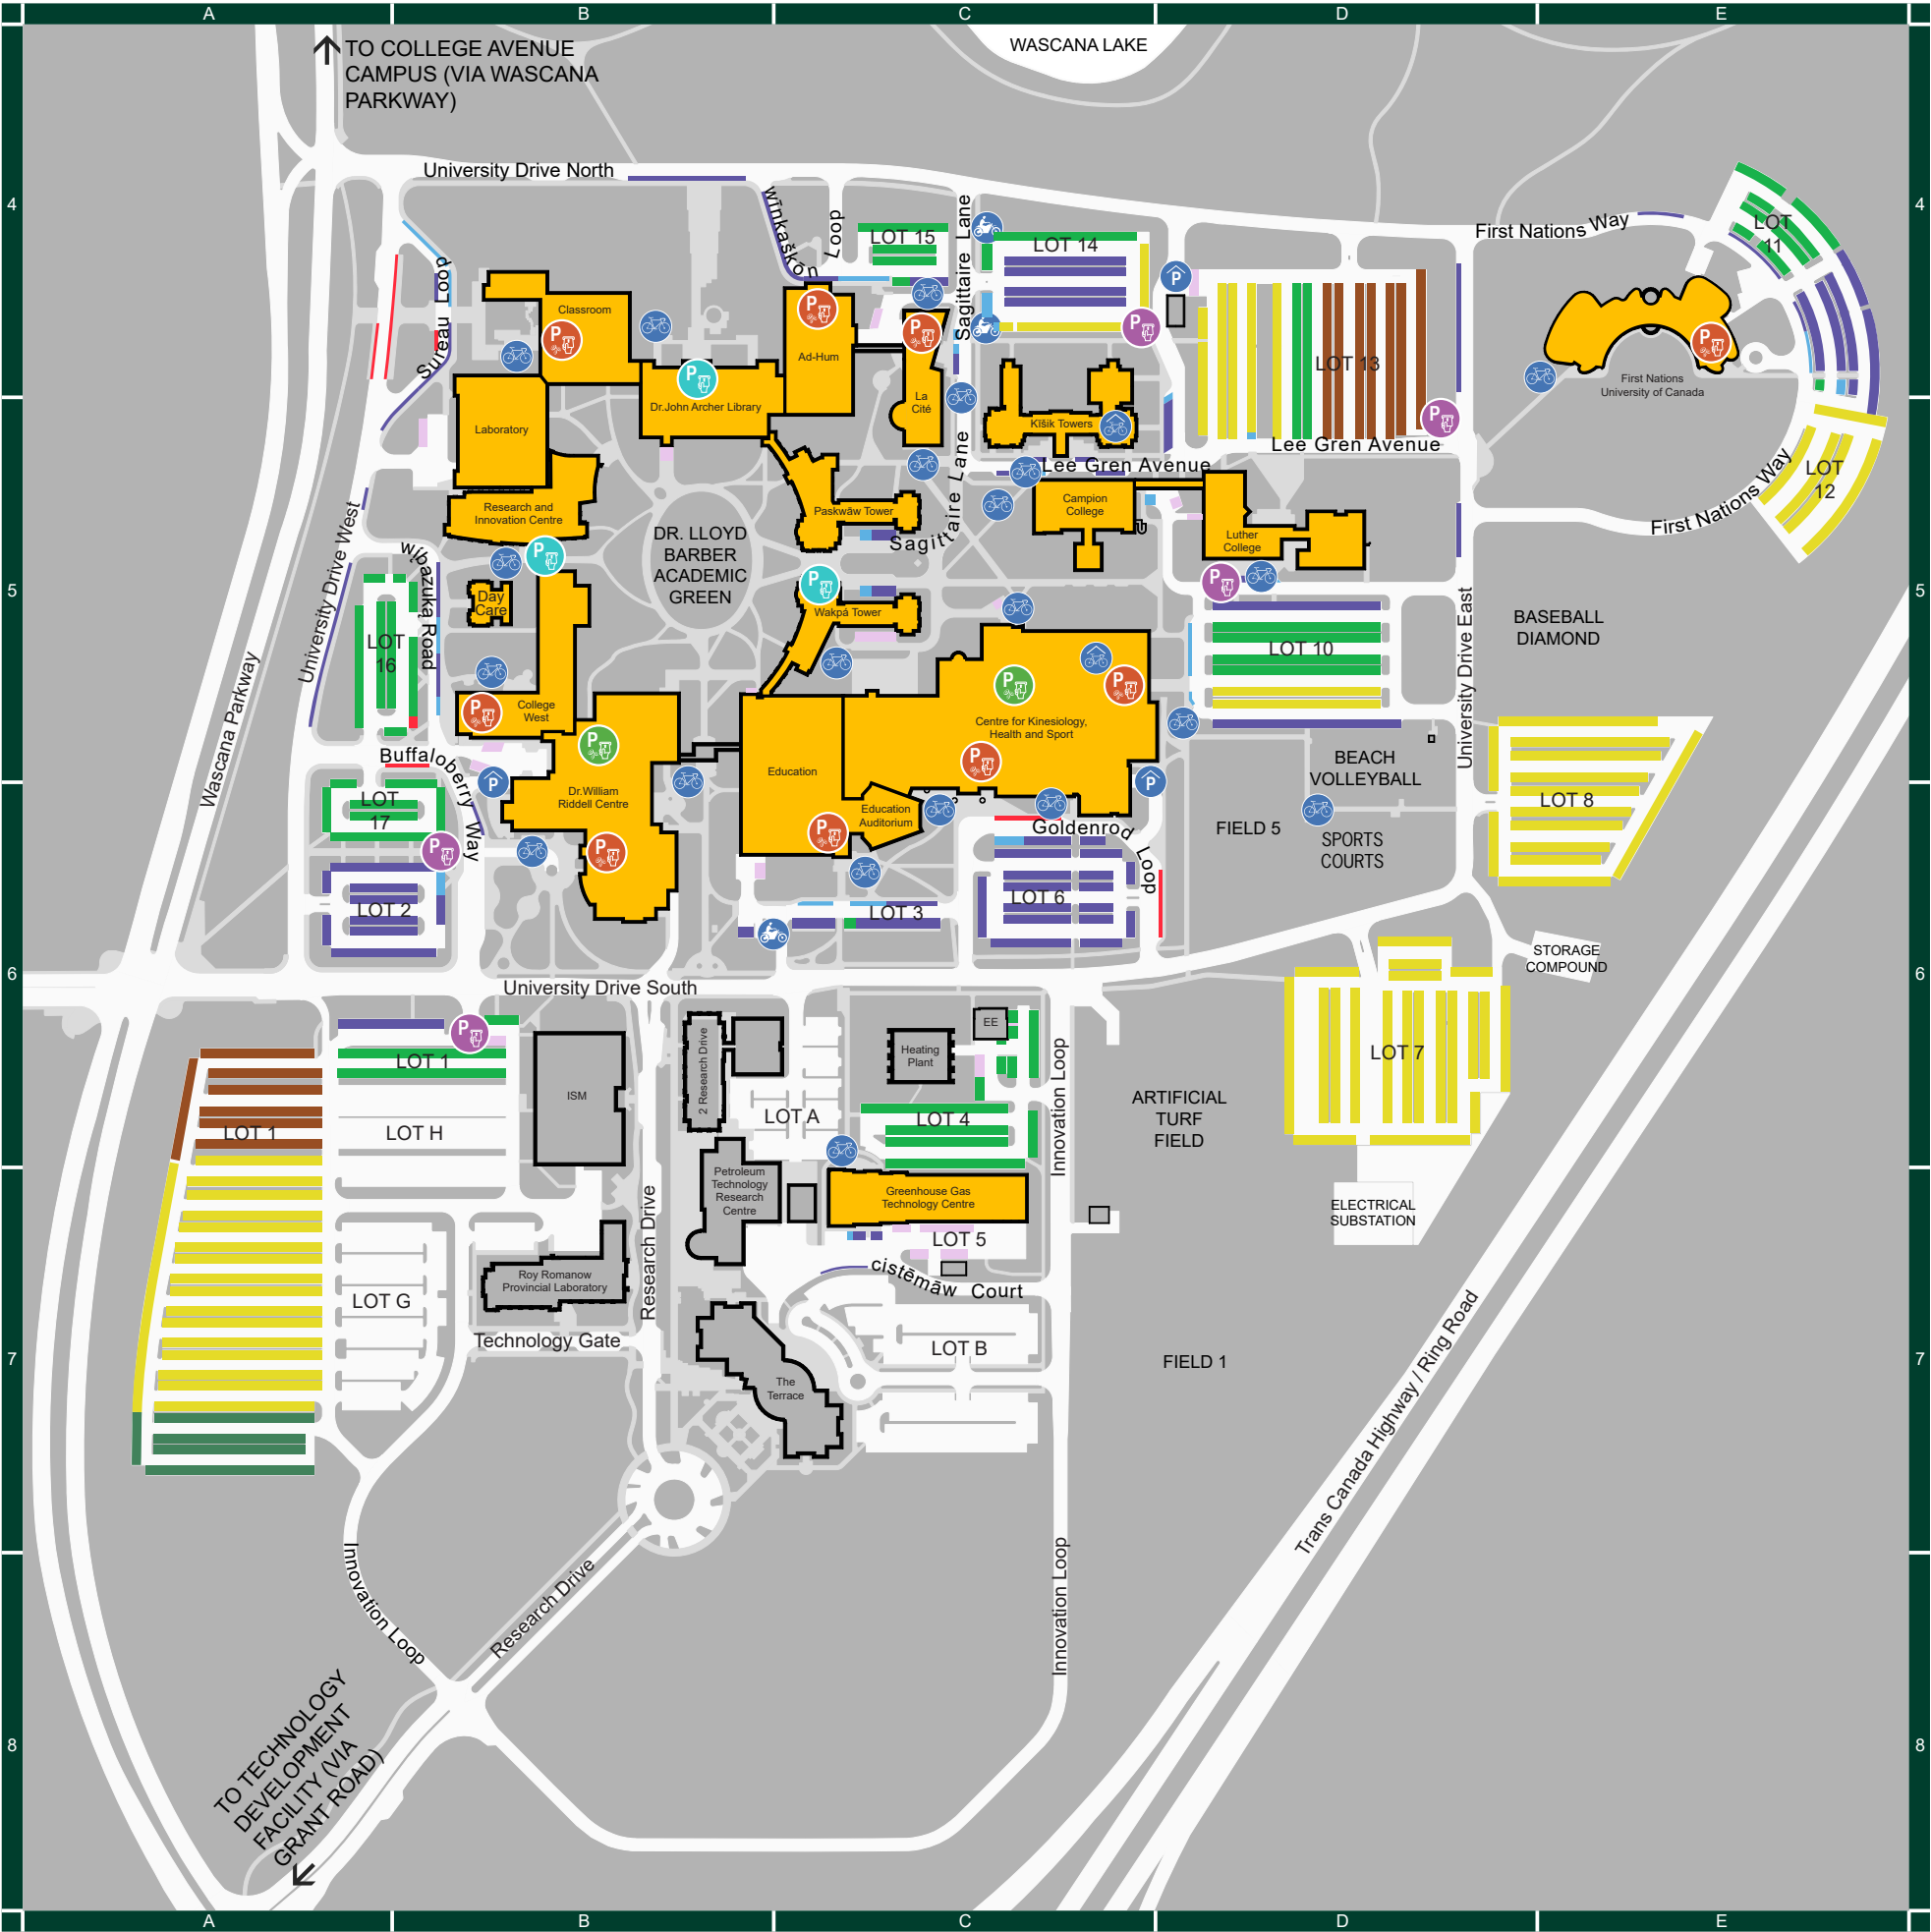 A
B
C
D
E
TO COLLEGE AVENUE
CAMPUS (VIA WASCANA
PARKWAY)
WASCANA LAKE
4
4
University Drive North
wīnkaškōn
Loop
LOT 15
Sagittaire Lane
LOT 14
First Nations Way
LOT
11
Sureau Loop
Classroom
P
P
P
P
P
P
Ad-Hum
P
Dr.John Archer Library
La
Cité
LOT 13
P
First Nations
University of Canada
P
Laboratory
Kīšik Towers
Lee Gren Avenue
Lee Gren Avenue
LOT
12
First Nations Way
Sagittaire Lane
Research and
Innovation Centre
Paskwāw Tower
Campion
College
Luther
College
University Drive West
wíbazuka Road
DR. LLOYD
BARBER
ACADEMIC
GREEN
P
P
P
5
5
Day
Care
Wakpá Tower
LOT
16
LOT 10
BASEBALL
DIAMOND
University Drive East
Wascana Parkway
P
College
West
P
P
P
Centre for Kinesiology,
Health and Sport
Buffaloberry Way
P
P
P
Education
BEACH
VOLLEYBALL
LOT
17
Dr.William
Riddell Centre
Education
Auditorium
LOT 8
P
P
P
Goldenrod
Loop
FIELD 5
SPORTS
COURTS
LOT 2
LOT 3
LOT 6
6
6
STORAGE
COMPOUND
University Drive South
P
LOT 1
2 Research Drive
EE
Heating
Plant
LOT 7
Innovation Loop
ISM
LOT A
LOT 4
ARTIFICIAL
TURF
FIELD
LOT 1
LOT H
Petroleum
Technology
Research
Centre
Greenhouse Gas
Technology Centre
ELECTRICAL
SUBSTATION
Research Drive
LOT 5
cistēmāw Court
Roy Romanow
Provincial Laboratory
LOT G
Technology Gate
LOT B
The
Terrace
7
7
FIELD 1
Trans Canada Highway / Ring Road
Innovation Loop
Research Drive
Innovation Loop
TO TECHNOLOGY
DEVELOPMENT
FACILITY (VIA
GRANT ROAD)
8
8
A
B
C
D
E